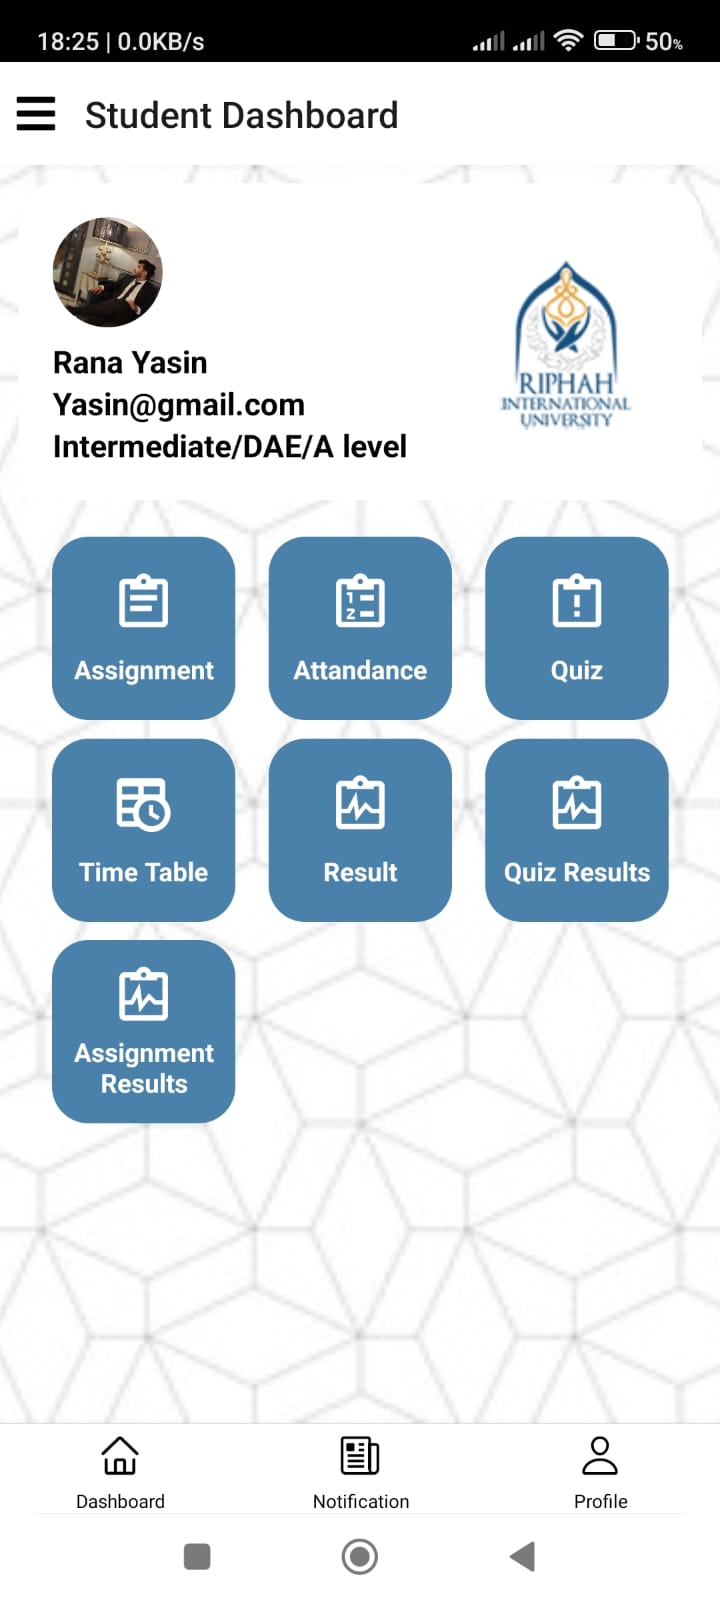 18:25 | 0.0KB/s 50%
Student Dashboard
Rana Yasin
Yasin@gmail.com
Intermediate/DAE/A level
RIPHAH
INTERNATIONAL
UNIVERSITY
Assignment
Attandance
Quiz
Time Table
Result
Quiz Results
Assignment
Results
Dashboard
Notification
Profile